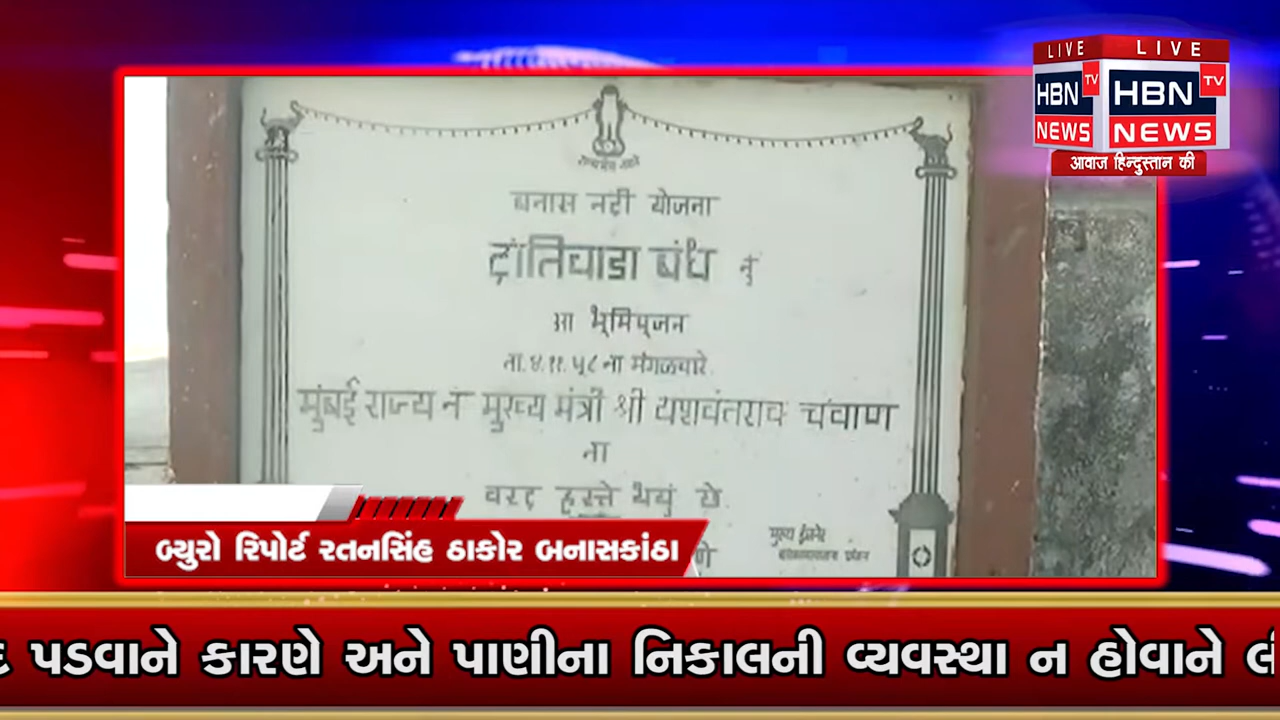 LIVE
LIVE
HBN TV
NEWS
HBN TV
NEWS
आवाज हिन्दुस्तान की
बनास नदी योजना
दांतिवाडा बंध नुं
आ भूमिपूजन
ता.४.११.५८ ना मंगळवारे.
मुंबई राज्य न मुख्य मंत्री श्री यशवंतराव चवाण
ना
वरद हस्ते थयुं छे.
मुख्य ईजनेर
બ્યુરો રિપોર્ટ રતનસિંહ ઠાકોર બનાસકાંઠા
પડવાને કારણે અને પાણીના નિકાલની વ્યવસ્થા ન હોવાને